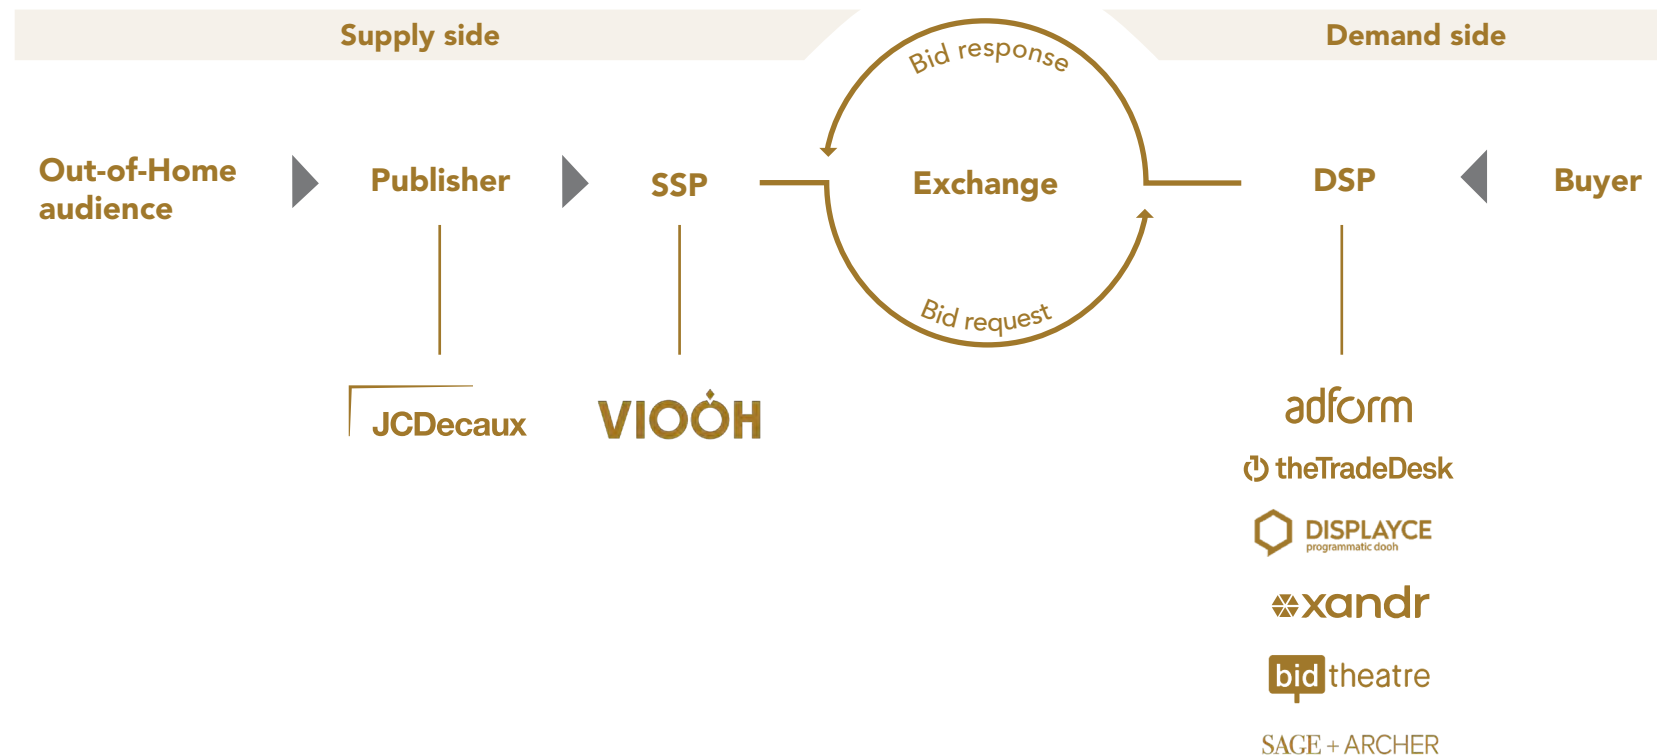 Supply side
Demand side
Bid response
Out-of-Home
audience
Publisher
SSP
Exchange
DSP
Buyer
Bid request
JCDecaux
VIOOH
adform
theTradeDesk
DISPLAYCE
programmatic dooh
xandr
bid theatre
SAGE + ARCHER